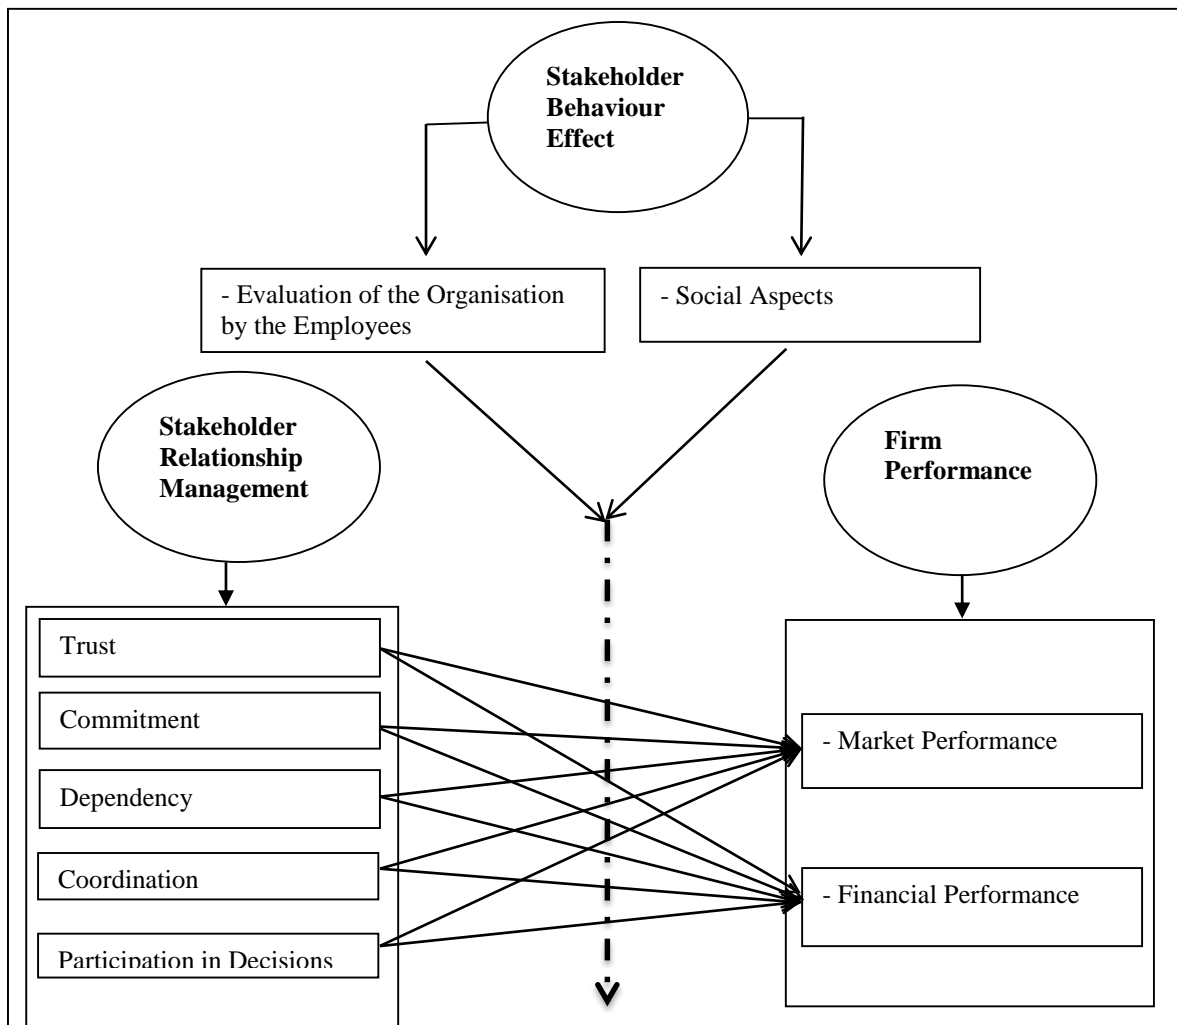 Stakeholder
Behaviour
Effect
- Evaluation of the Organisation
by the Employees
- Social Aspects
Stakeholder
Relationship
Management
Firm
Performance
Trust
Commitment
Dependency
Coordination
Participation in Decisions
- Market Performance
- Financial Performance